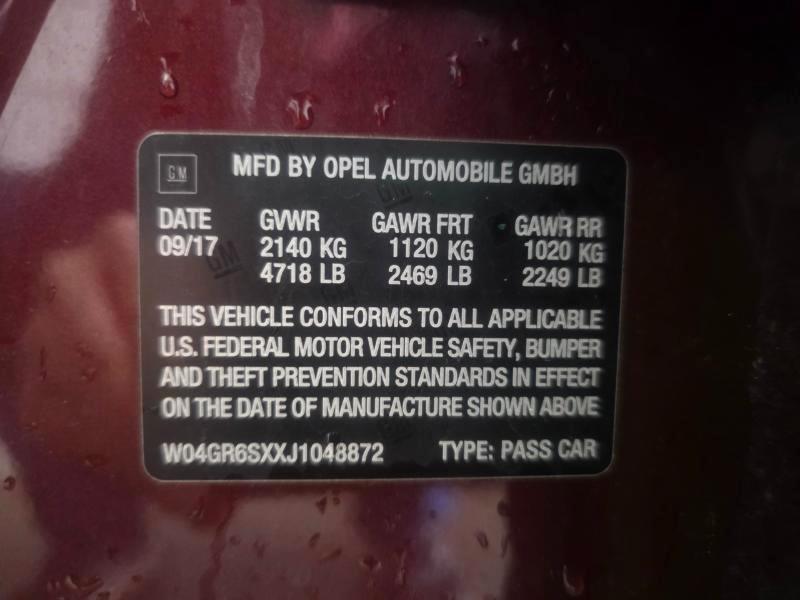 GM
MFD BY OPEL AUTOMOBILE GMBH
DATE GVWR GAWR FRT GAWR RR
09/17 2140 KG 1120 KG 1020 KG
4718 LB 2469 LB 2249 LB
THIS VEHICLE CONFORMS TO ALL APPLICABLE
U.S. FEDERAL MOTOR VEHICLE SAFETY, BUMPER
AND THEFT PREVENTION STANDARDS IN EFFECT
ON THE DATE OF MANUFACTURE SHOWN ABOVE
W04GR6SXXJ1048872 TYPE: PASS CAR